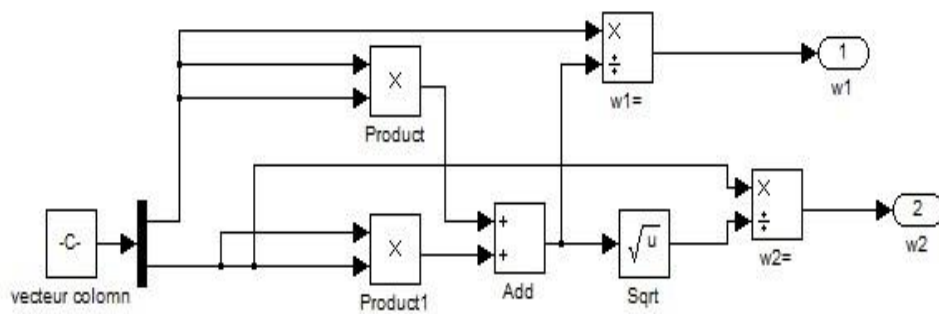 ×
÷
w1=
1
w1
×
Product
×
÷
w2=
2
w2
-C-
vecteur colomn
×
Product1
+
+
Add
√u
Sqrt